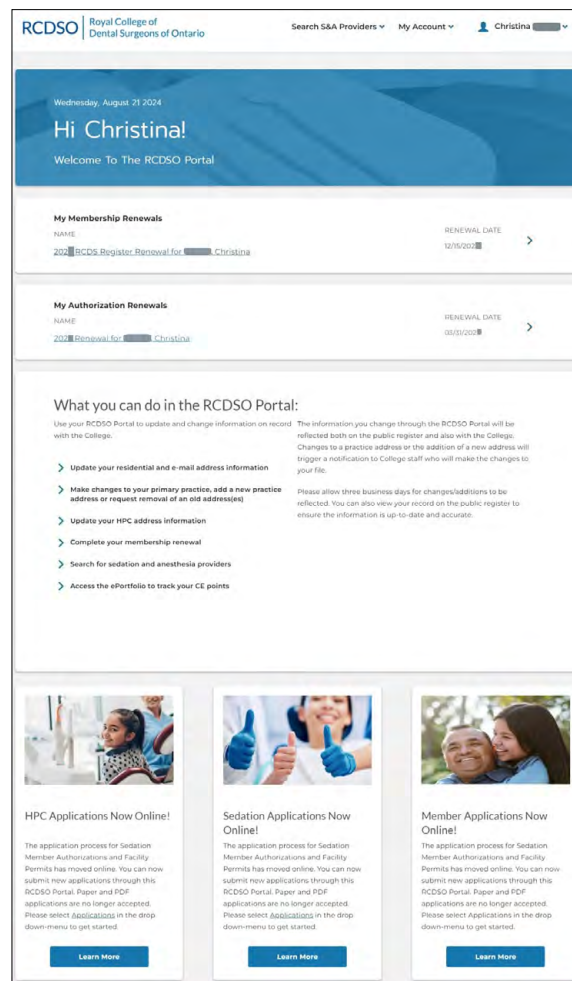 RCDSO
Royal College of
Dental Surgeons of Ontario
Search S&A Providers
My Account
Christina
Wednesday, August 21 2024
Hi Christina!
Welcome To The RCDSO Portal
My Membership Renewals
NAME
RENEWAL DATE
202 RCDS Register Renewal for , Christina
12/15/202
My Authorization Renewals
NAME
RENEWAL DATE
202 Renewal for , Christina
03/31/202
What you can do in the RCDSO Portal:
Use your RCDSO Portal to update and change information on record
with the College.
Update your residential and e-mail address information
Make changes to your primary practice, add a new practice
address or request removal of an old address(es)
Update your HPC address information
Complete your membership renewal
Search for sedation and anesthesia providers
Access the ePortfolio to track your CE points
The information you change through the RCDSO Portal will be
reflected both on the public register and also with the College.
Changes to a practice address or the addition of a new address will
trigger a notification to College staff who will make the changes to
your file.
Please allow three business days for changes/additions to be
reflected. You can also view your record on the public register to
ensure the information is up-to-date and accurate.
HPC Applications Now Online!
The application process for Sedation
Member Authorizations and Facility
Permits has moved online. You can now
submit new applications through this
RCDSO Portal. Paper and PDF
applications are no longer accepted.
Please select Applications in the drop
down-menu to get started.
Learn More
Sedation Applications Now
Online!
The application process for Sedation
Member Authorizations and Facility
Permits has moved online. You can now
submit new applications through this
RCDSO Portal. Paper and PDF
applications are no longer accepted.
Please select Applications in the drop
down-menu to get started.
Learn More
Member Applications Now
Online!
The application process for Sedation
Member Authorizations and Facility
Permits has moved online. You can now
submit new applications through this
RCDSO Portal. Paper and PDF
applications are no longer accepted.
Please select Applications in the drop
down-menu to get started.
Learn More